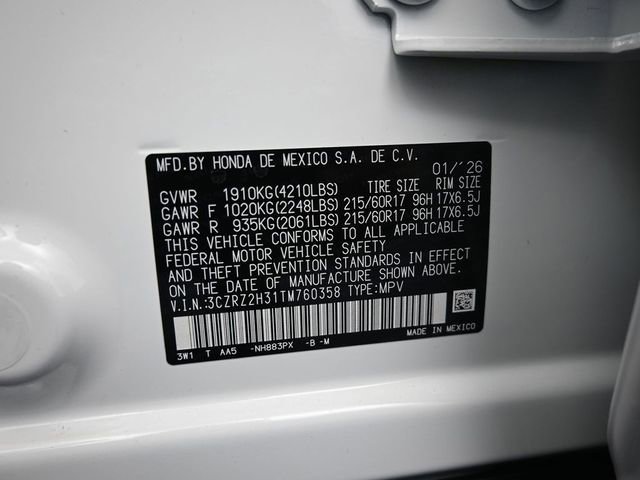 MFD.BY HONDA DE MEXICO S.A. DE C.V. 01/'26
GVWR 1910KG(4210LBS) TIRE SIZE RIM SIZE
GAWR F 1020KG(2248LBS) 215/60R17 96H 17X6.5J
GAWR R 935KG(2061LBS) 215/60R17 96H 17X6.5J
THIS VEHICLE CONFORMS TO ALL APPLICABLE
FEDERAL MOTOR VEHICLE SAFETY
AND THEFT PREVENTION STANDARDS IN EFFECT
ON THE DATE OF MANUFACTURE SHOWN ABOVE.
V.I.N.:3CZRZ2H31TM760358 TYPE:MPV
3W1 T AA5 -NH883PX -B -M MADE IN MEXICO